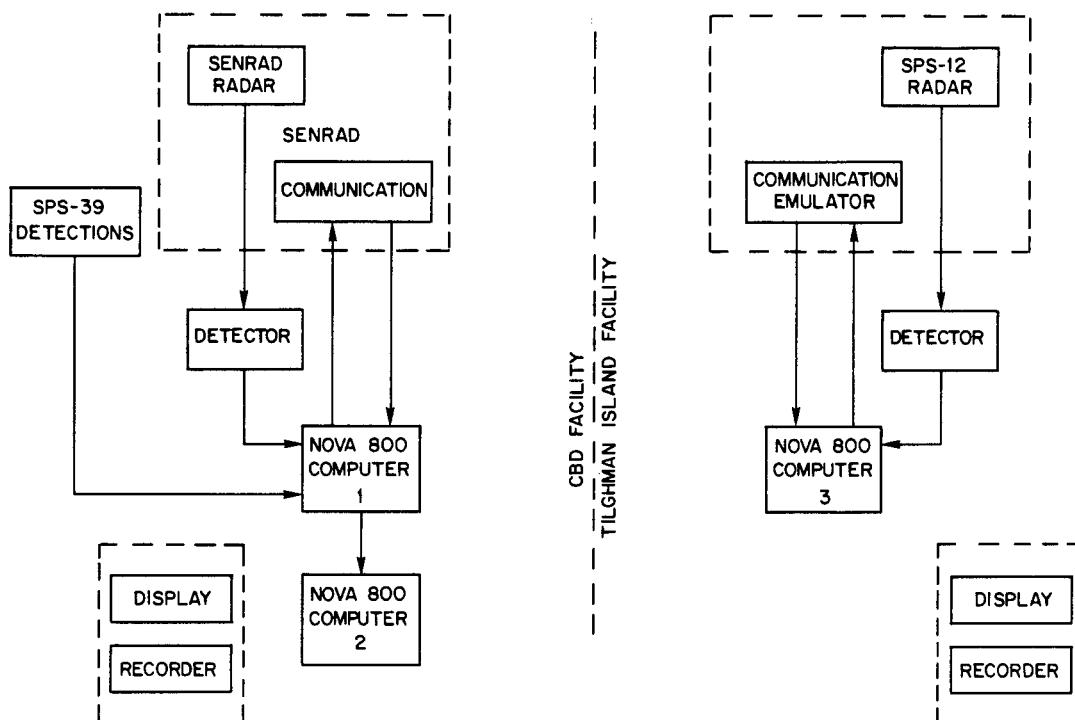 SENRAD
RADAR
SENRAD
COMMUNICATION
SPS-39
DETECTIONS
DETECTOR
NOVA 800
COMPUTER
1
NOVA 800
COMPUTER
2
DISPLAY
RECORDER
CBD FACILITY
TILGHMAN ISLAND FACILITY
SPS-12
RADAR
COMMUNICATION
EMULATOR
DETECTOR
NOVA 800
COMPUTER
3
DISPLAY
RECORDER